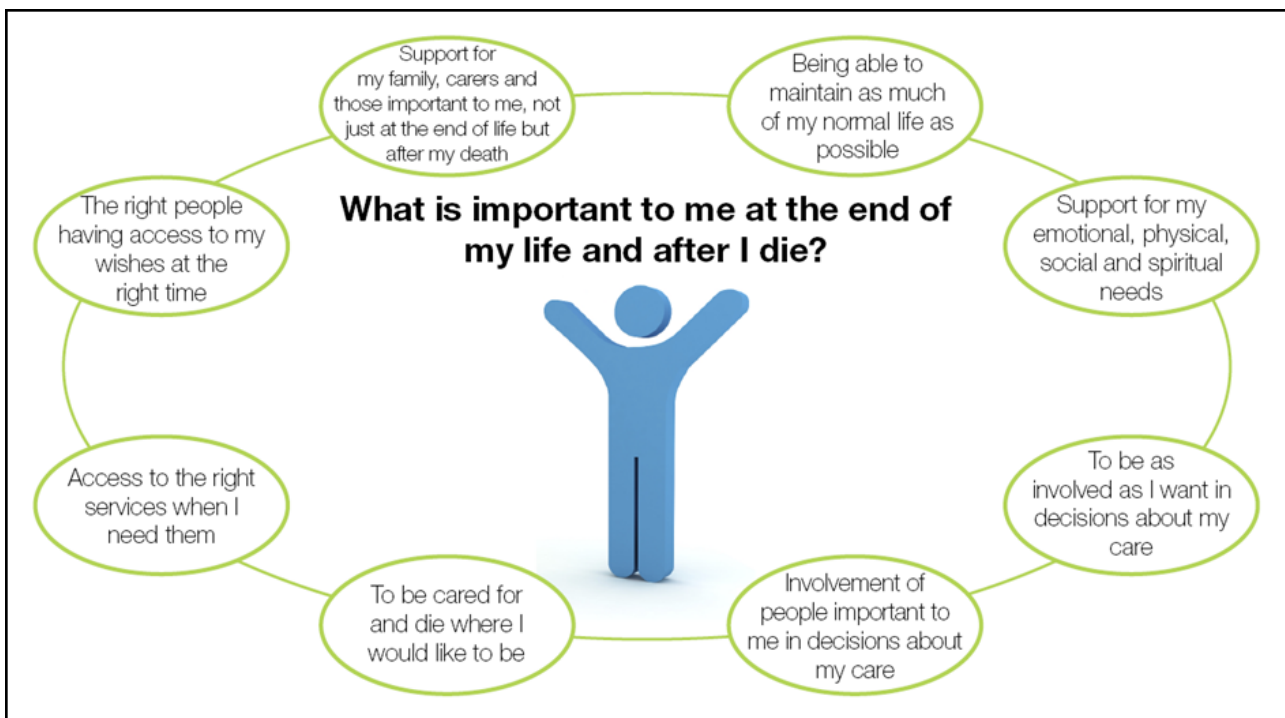 What is important to me at the end of
my life and after I die?
Support for
my family, carers and
those important to me, not
just at the end of life but
after my death
Being able to
maintain as much
of my normal life as
possible
Support for my
emotional, physical,
social and spiritual
needs
To be as
involved as I want in
decisions about my
care
Involvement of
people important to
me in decisions about
my care
To be cared for
and die where I
would like to be
Access to the right
services when I
need them
The right people
having access to my
wishes at the
right time